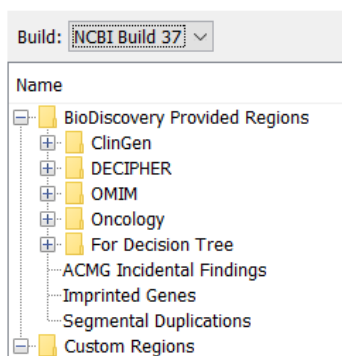 Build: NCBI Build 37
Name
BioDiscovery Provided Regions
ClinGen
DECIPHER
OMIM
Oncology
For Decision Tree
ACMG Incidental Findings
Imprinted Genes
Segmental Duplications
Custom Regions